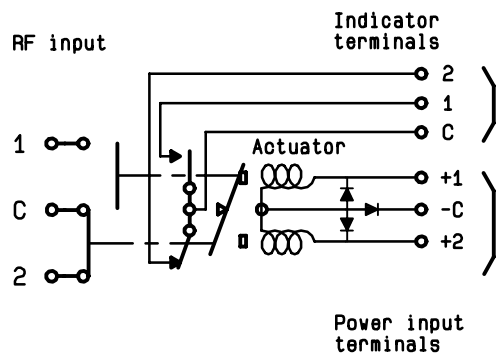 Indicator
terminals
RF input
2
1
C
Actuator
1
+1
C
-C
+2
2
Power input
terminals